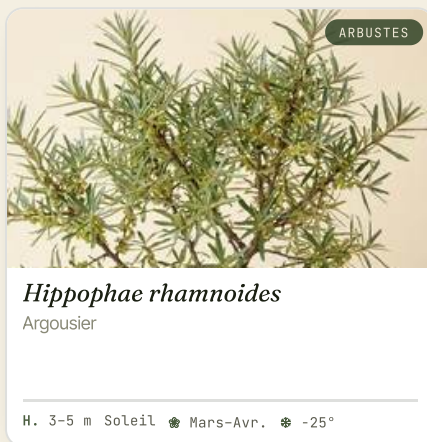 ARBUSTES
Hippophae rhamnoides
Argousier
H. 3–5 m Soleil ❀ Mars–Avr. ❄ -25°